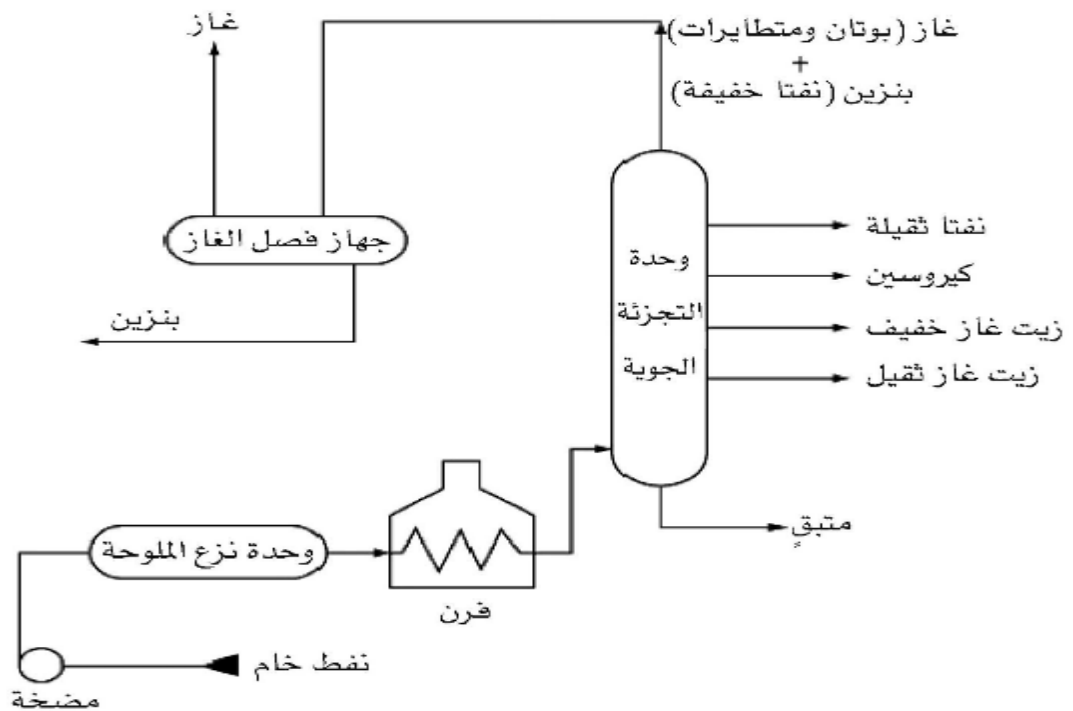 غاز
غاز (بوتان ومتطايرات)
+
بنزين (نفتا خفيفة)
جهاز فصل الغاز
بنزين
وحدة
التجزئة
الجوية
نفتا ثقيلة
كيروسين
زيت غاز خفيف
زيت غاز ثقيل
متبقٍ
وحدة نزع الملوحة
فرن
نفط خام
مضخة